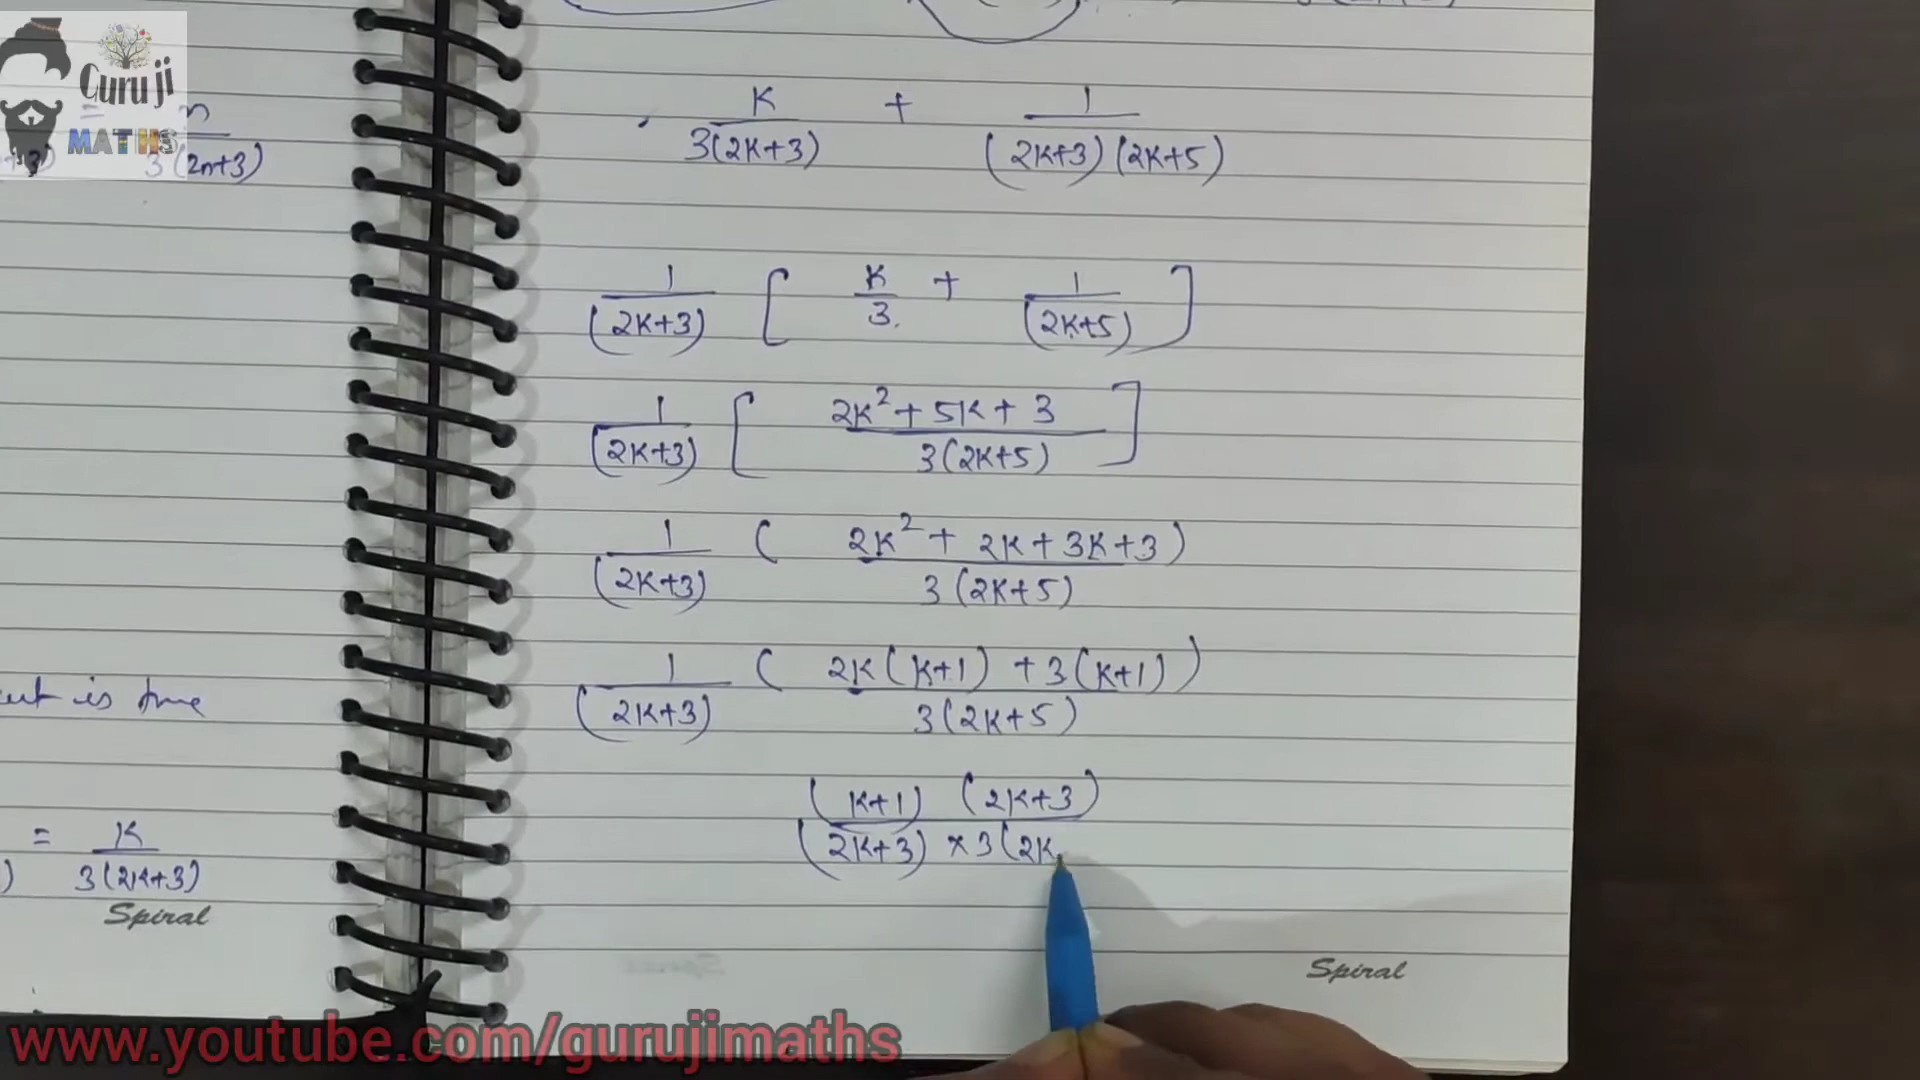 Guru ji
MATHS
= n
3(2n+3)
is true
= K
3(2K+3)
Spiral
K + 1
3(2K+3) (2K+3) (2K+5)
1 [ K + 1 ]
(2K+3) 3 (2K+5)
1 [ 2K² + 5K + 3 ]
(2K+3) 3(2K+5)
1 ( 2K² + 2K + 3K + 3 )
(2K+3) 3(2K+5)
1 ( 2K(K+1) + 3(K+1) )
(2K+3) 3(2K+5)
(K+1) (2K+3)
(2K+3) × 3(2K
Spiral
www.youtube.com/gurujimaths